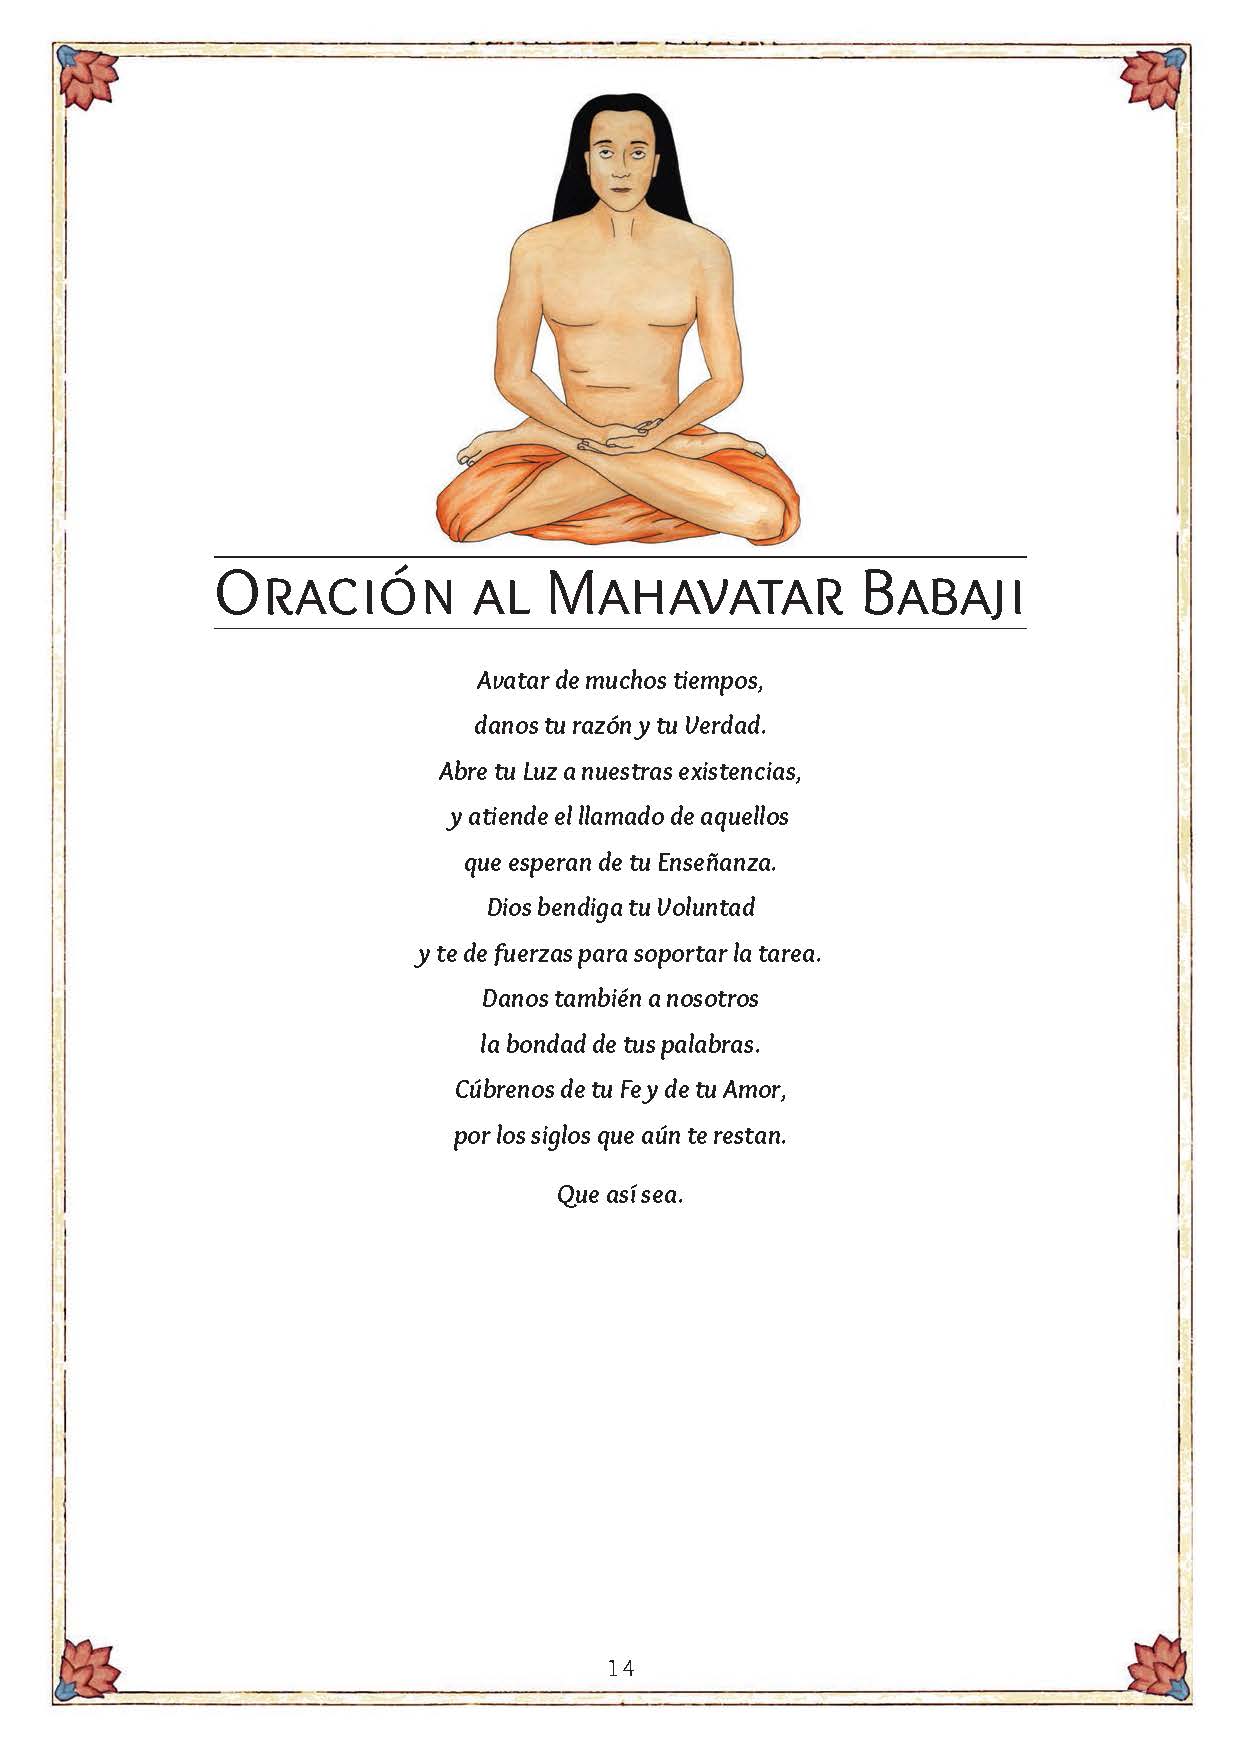 Oración al Mahavatar Babaji
Avatar de muchos tiempos,
danos tu razón y tu Verdad.
Abre tu Luz a nuestras existencias,
y atiende el llamado de aquellos
que esperan de tu Enseñanza.
Dios bendiga tu Voluntad
y te de fuerzas para soportar la tarea.
Danos también a nosotros
la bondad de tus palabras.
Cúbrenos de tu Fe y de tu Amor,
por los siglos que aún te restan.
Que así sea.
14